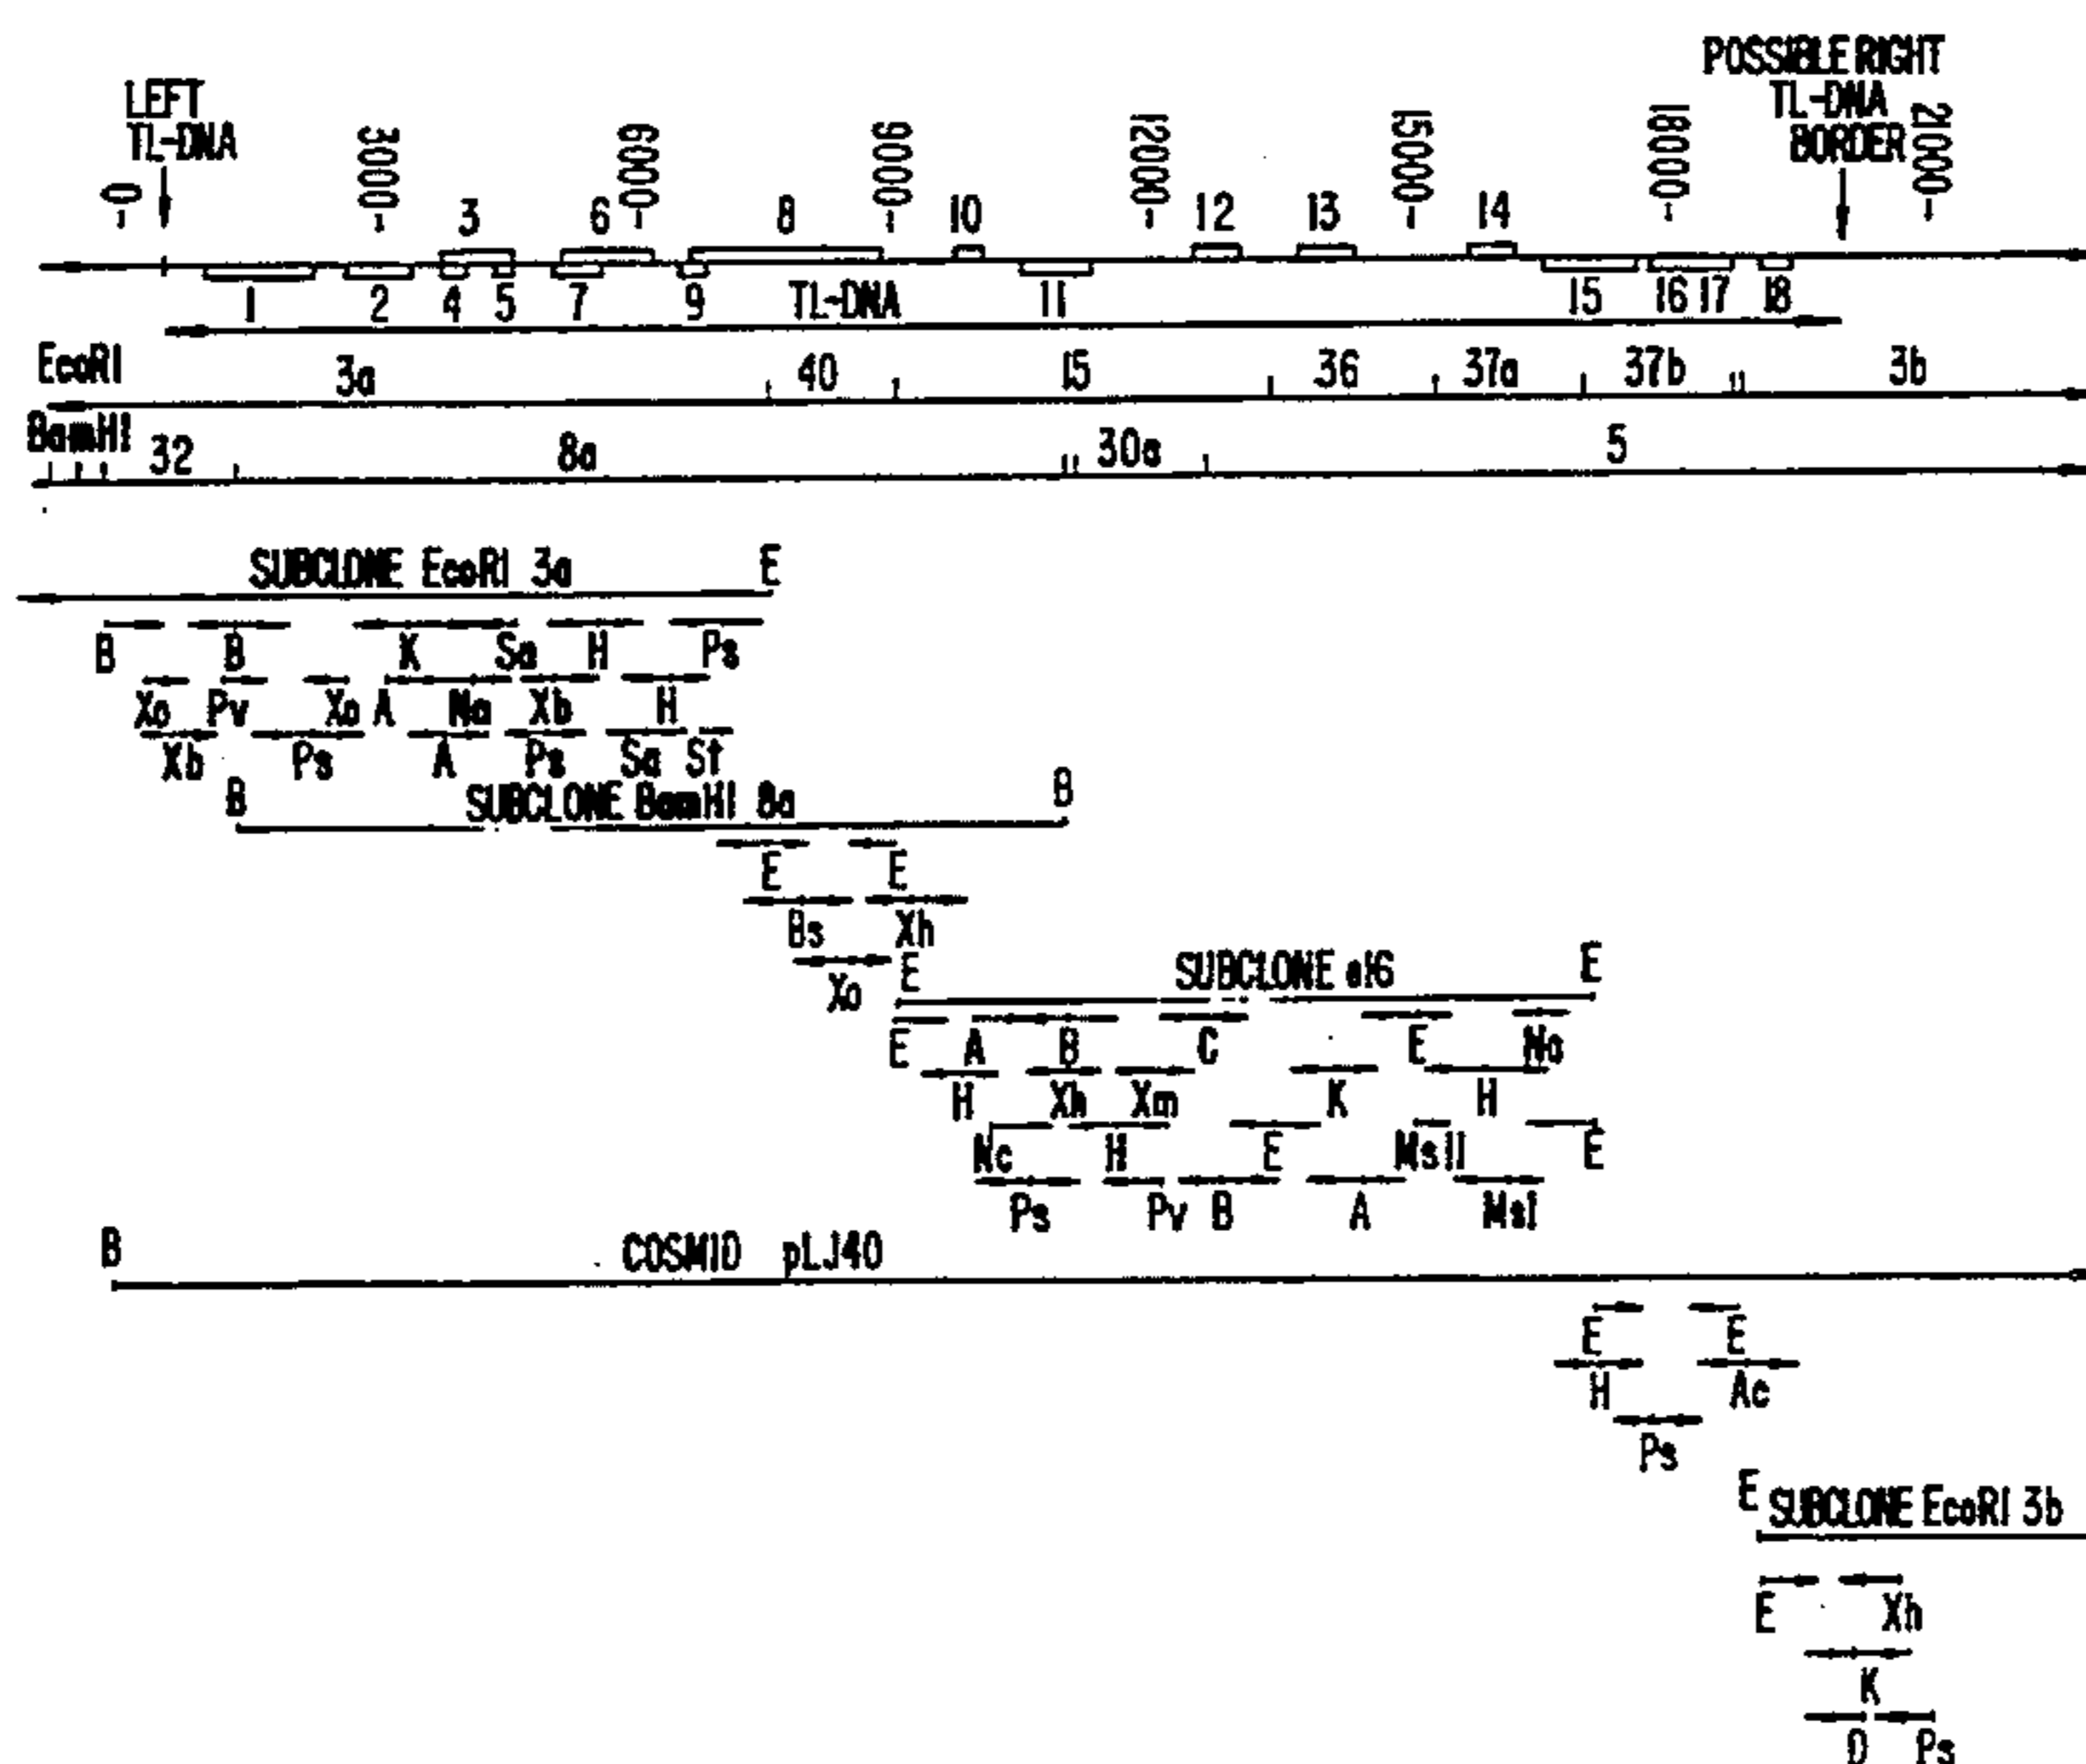 POSSIBLE RIGHT
TL-DNA
BORDER
LEFT
TL-DNA
0 3000 6000 9000 12000 15000 18000 21000
3 6 8 10 12 13 14
1 2 4 5 7 9 TL-DNA 11 15 16 17 18
EcoRI 3a 40 15 36 37a 37b 3b
BamHI 32 8a 30a 5
SUBCLONE EcoRI 3a E
B B K Sa H Ps
Xo Pv Xo A Na Xb H
Xb Ps A Ps Sa St
B SUBCLONE BamHI 8a B
E E
Bs Xh
Xo
E SUBCLONE e16 E
E A B C E No
H Xh Xm K H
Nc H E Ms II E
Ps Pv B A MsI
B COSMID pLJ40
E E
H Ac
Ps
E SUBCLONE EcoRI 3b
E Xh
K
D Ps